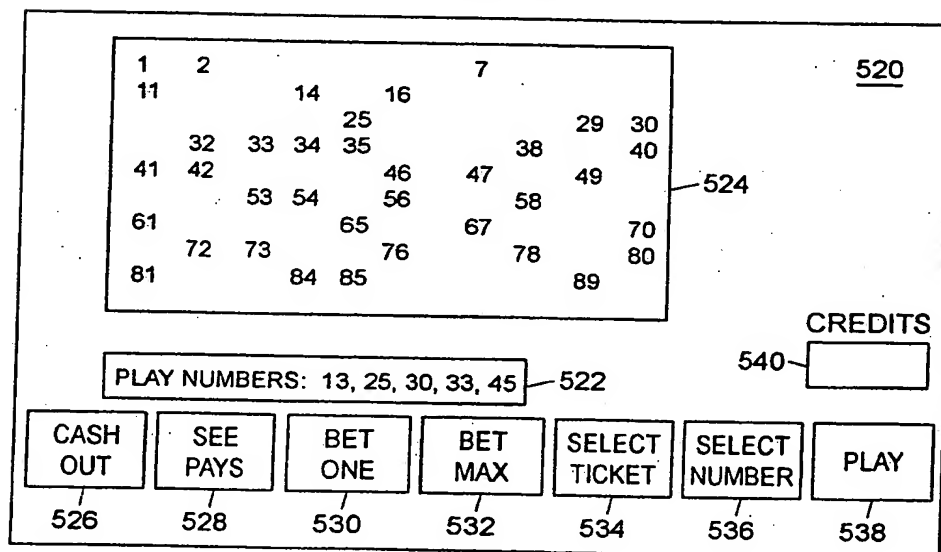 1 2 7 520
11 14 16
25 29 30
32 33 34 35 38 40
41 42 46 47 49
524
53 54 56 58
61 65 67 70
72 73 76 78 80
81 84 85 89
CREDITS
540
PLAY NUMBERS: 13, 25, 30, 33, 45 522
CASH OUT SEE PAYS BET ONE BET MAX SELECT TICKET SELECT NUMBER PLAY
526 528 530 532 534 536 538